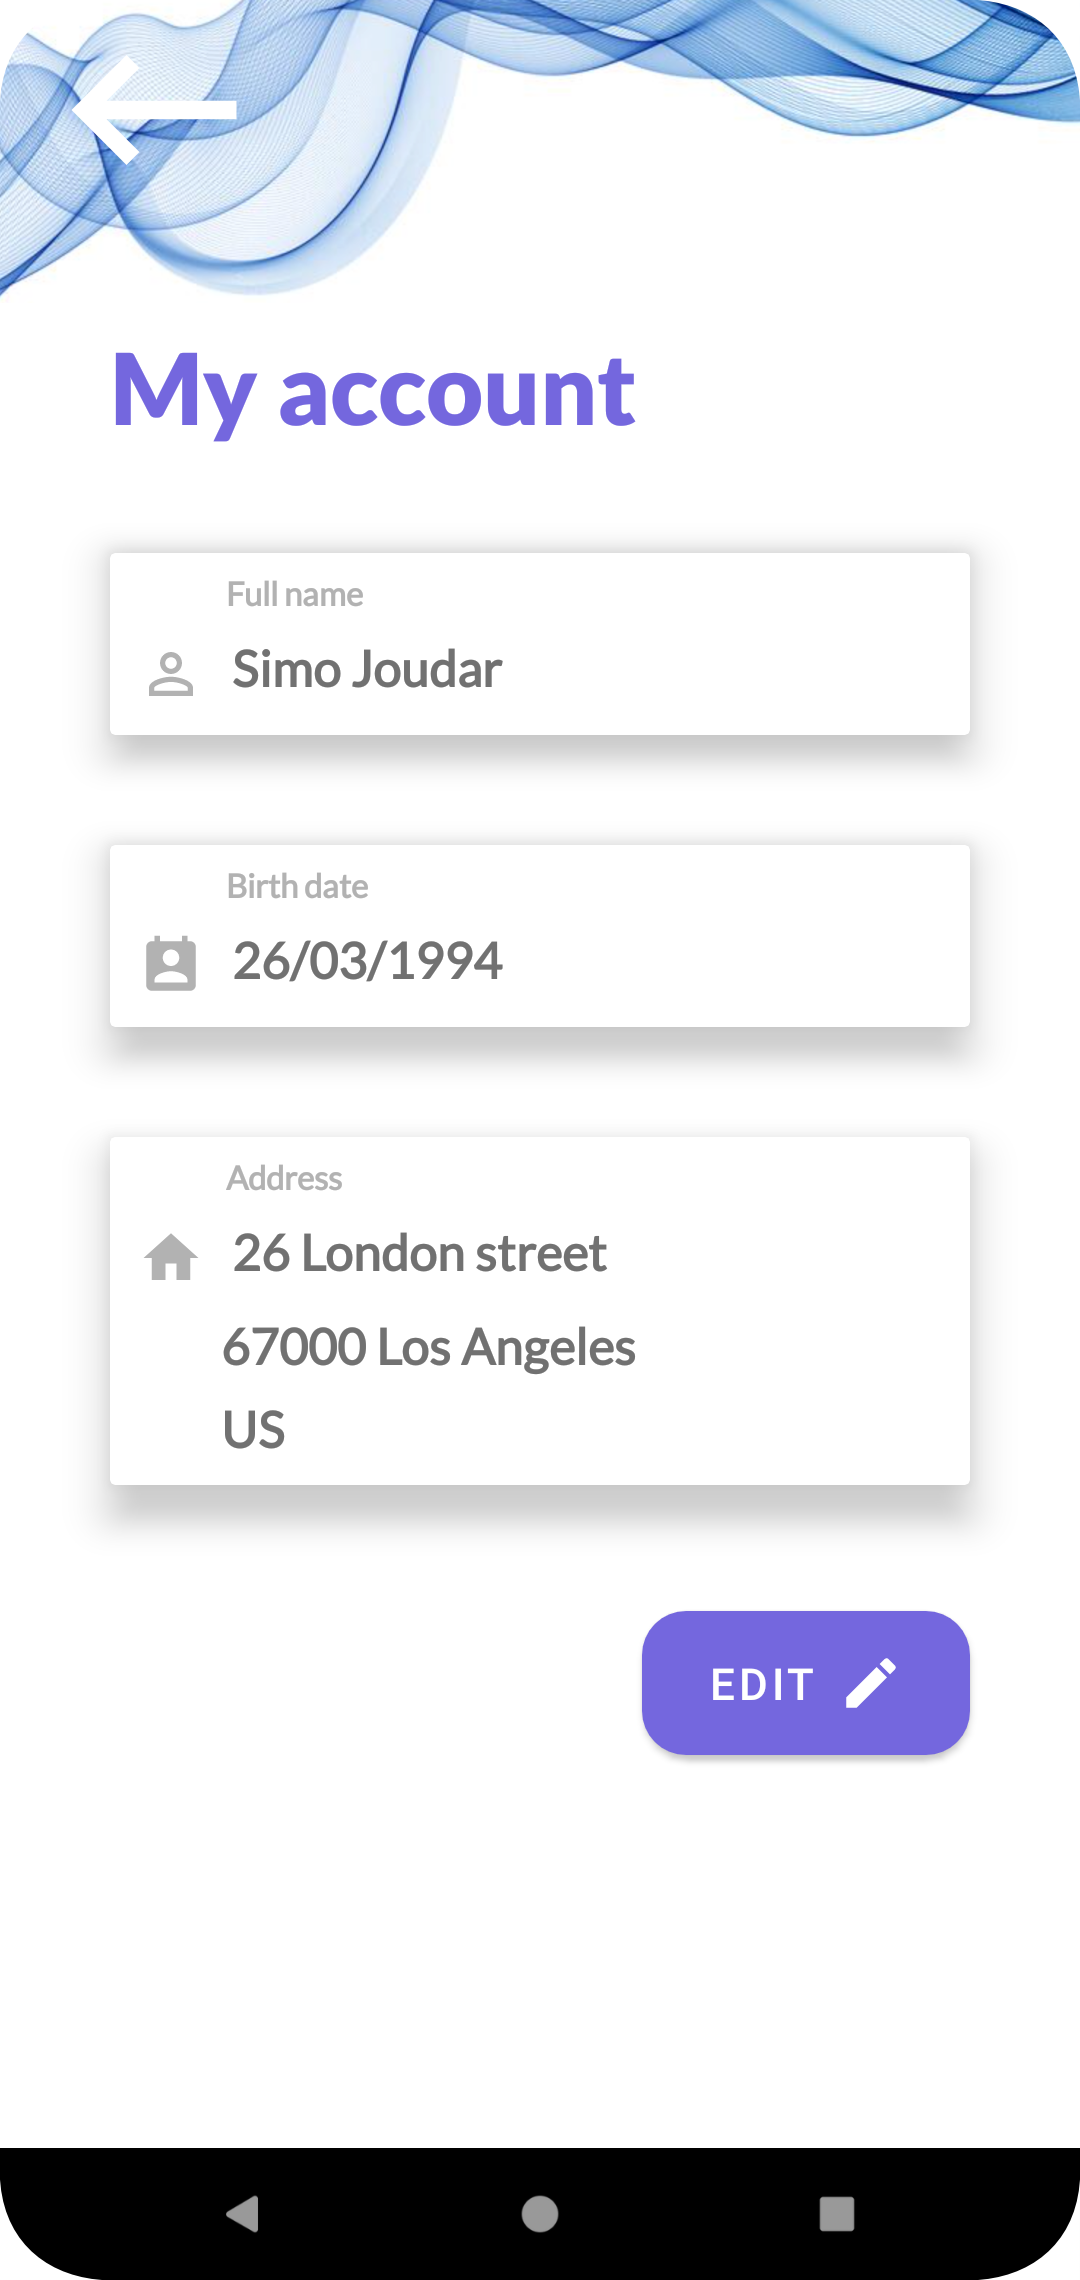 My account
Full name
Simo Joudar
Birth date
26/03/1994
Address
26 London street
67000 Los Angeles
US
EDIT